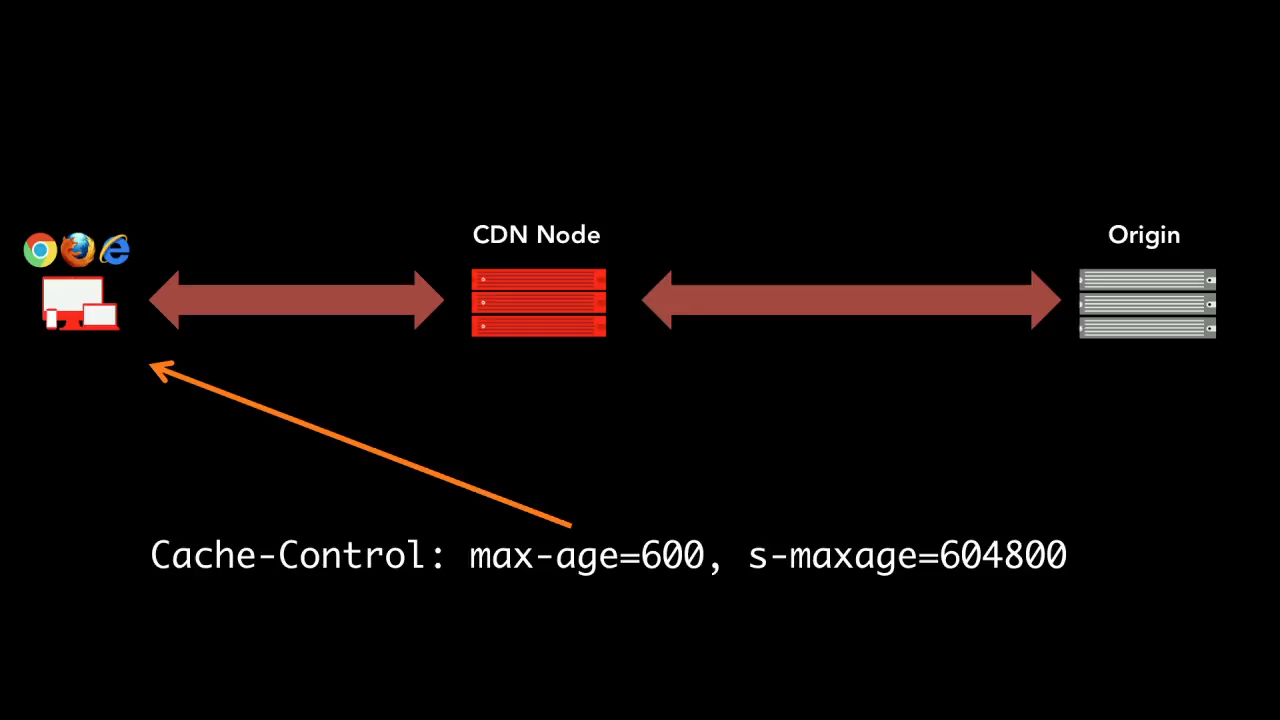 CDN Node
Origin
Cache-Control: max-age=600, s-maxage=604800